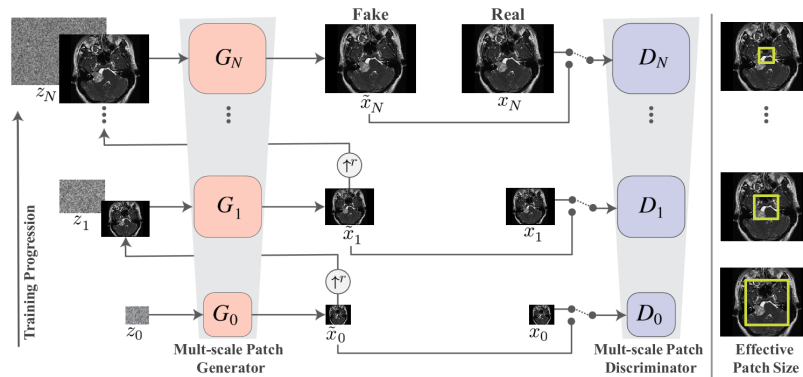 Fake
Real
G_N
D_N
z_N
x̃_N
x_N
↑r
G_1
D_1
z_1
x̃_1
x_1
↑r
G_0
D_0
z_0
x̃_0
x_0
Training Progression
Mult-scale Patch
Generator
Mult-scale Patch
Discriminator
Effective
Patch Size